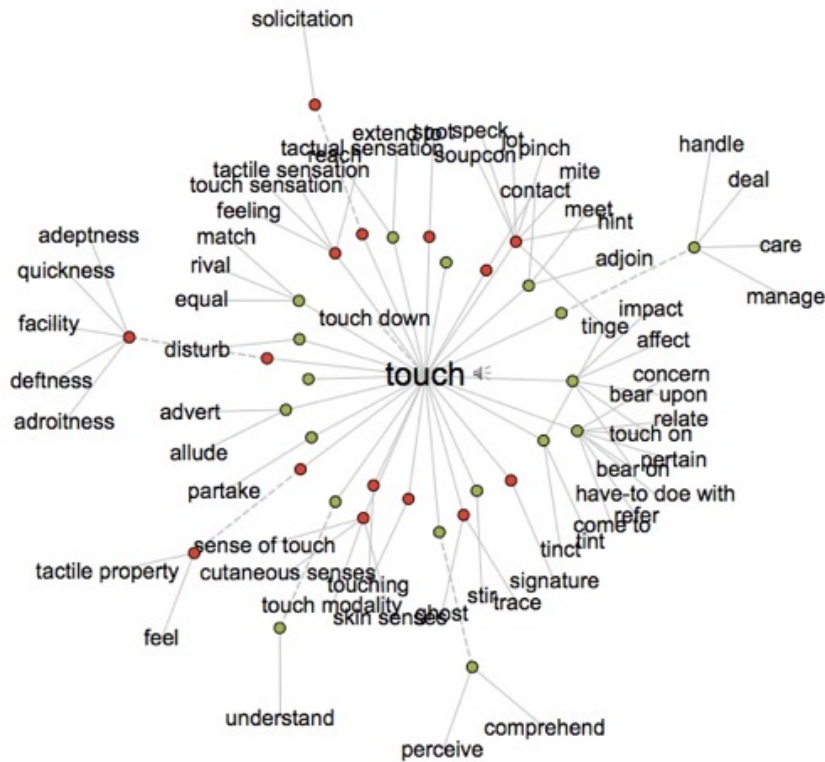 solicitation
extend to
spot
speck
jot
pinch
tactual sensation
reach
soupcon
handle
tactile sensation
mite
touch sensation
contact
deal
feeling
meet
hint
adeptness
match
care
quickness
rival
adjoin
equal
manage
facility
touch down
tinge
impact
disturb
affect
deftness
touch
concern
bear upon
adroitness
advert
relate
touch on
allude
pertain
bear on
partake
have-to doe with
refer
come to
sense of touch
tint
tactile property
cutaneous senses
tinct
touching
signature
touch modality
stir
trace
skin senses
ghost
feel
understand
comprehend
perceive